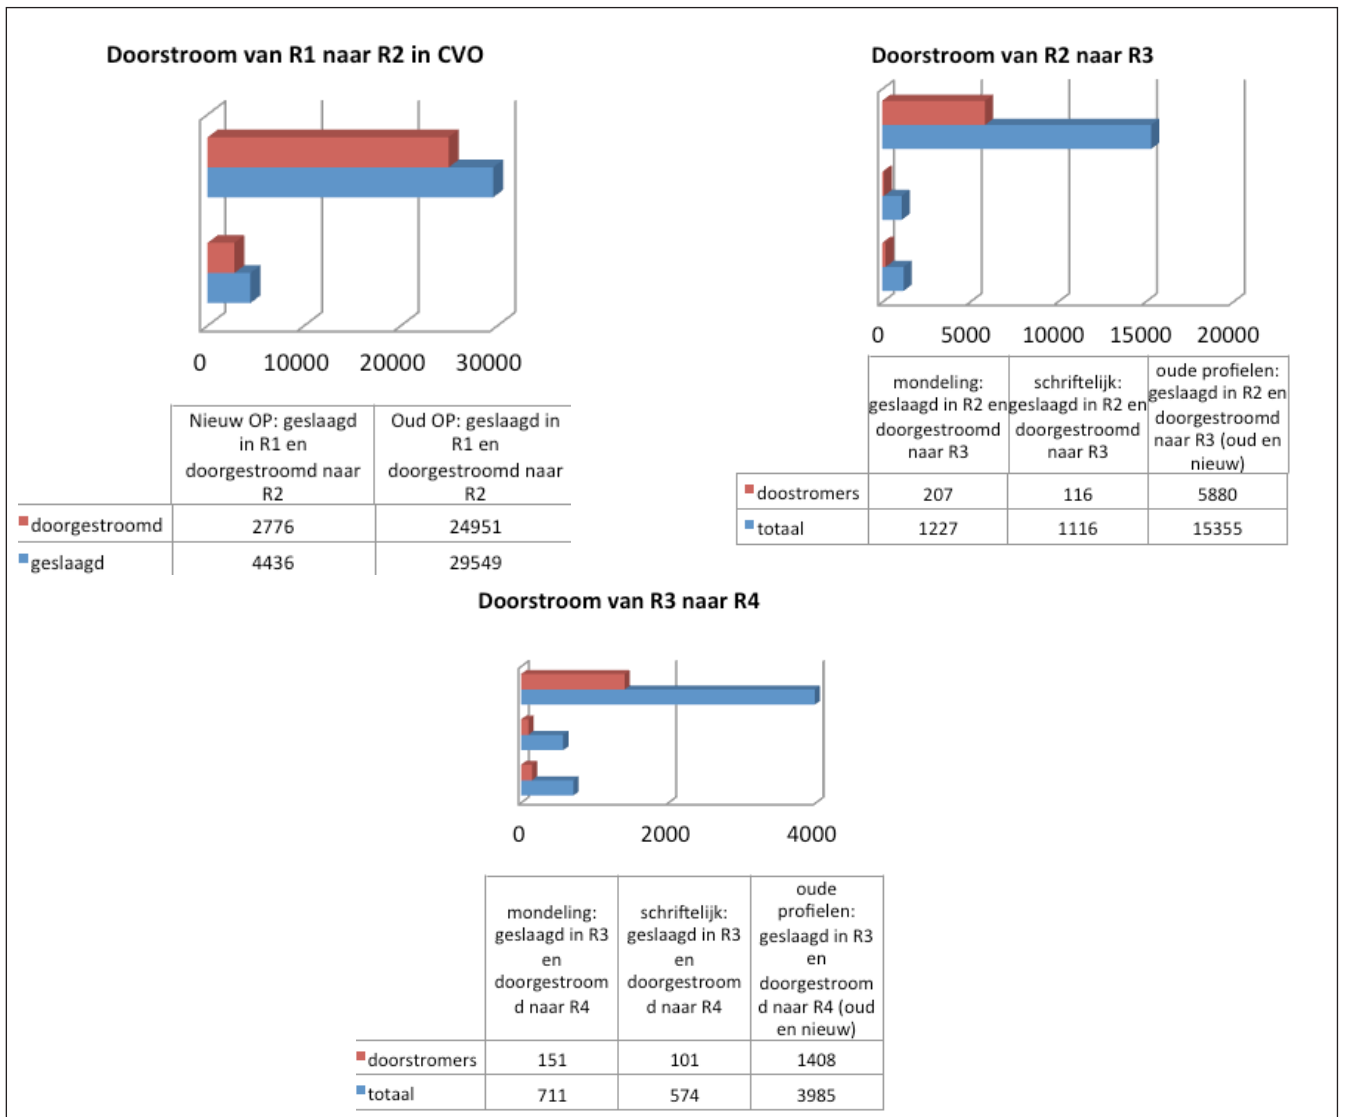 Doorstroom van R1 naar R2 in CVO
0 10000 20000 30000
Nieuw OP: geslaagd
in R1 en
doorgestroomd naar
R2
Oud OP: geslaagd in
R1 en
doorgestroomd naar
R2
doorgestroomd 2776 24951
geslaagd 4436 29549
Doorstroom van R2 naar R3
0 5000 10000 15000 20000
mondeling:
geslaagd in R2 en
doorgestroomd
naar R3
schriftelijk:
geslaagd in R2 en
doorgestroomd
naar R3
oude profielen:
geslaagd in R2 en
doorgestroomd
naar R3 (oud en
nieuw)
doostromers 207 116 5880
totaal 1227 1116 15355
Doorstroom van R3 naar R4
0 2000 4000
mondeling:
geslaagd in R3
en
doorgestroom
d naar R4
schriftelijk:
geslaagd in R3
en
doorgestroom
d naar R4
oude
profielen:
geslaagd in R3
en
doorgestroom
d naar R4 (oud
en nieuw)
doorstromers 151 101 1408
totaal 711 574 3985